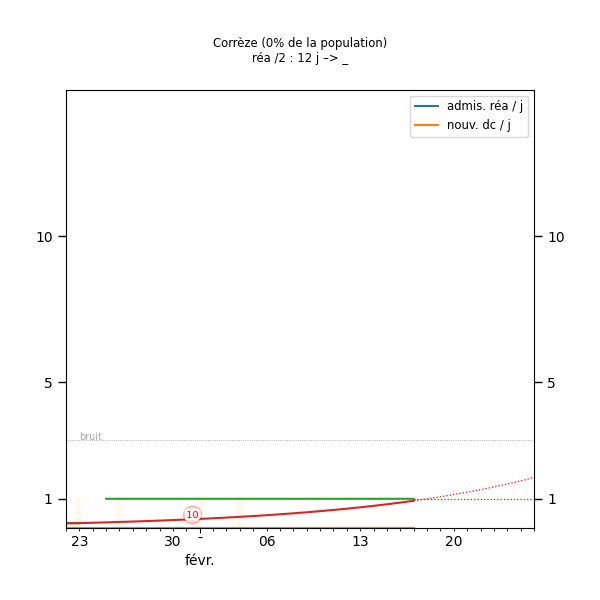 Corrèze (0% de la population)
réa /2 : 12 j –> _
admis. réa / j
nouv. dc / j
10 10
5 5
bruit
1 1
10
23 30 - 06 13 20
févr.